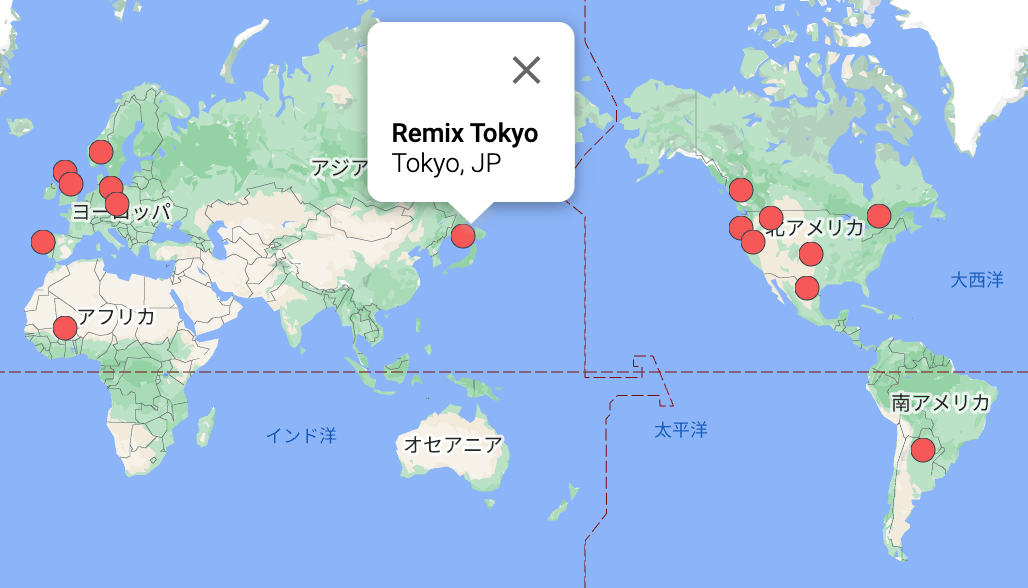 Remix Tokyo
Tokyo, JP
アジア
ヨーロッパ
北アメリカ
大西洋
アフリカ
南アメリカ
インド洋
オセアニア
太平洋